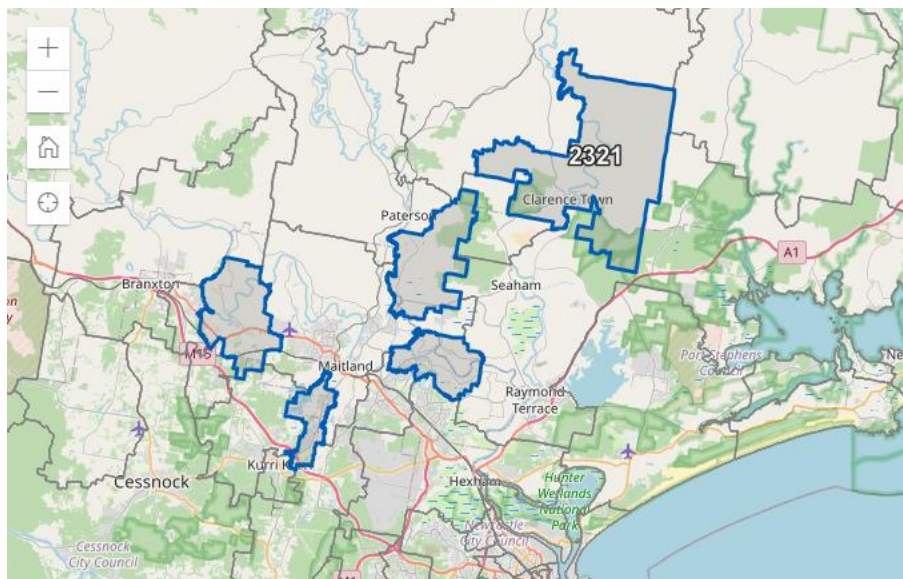 +
−
2321
Clarence Town
Paterso
A1
Branxton
Seaham
M15
Maitland
Port Stephens
Council
Raymond
Terrace
Kurri K
Cessnock
Hexham
Hunter
Wetlands
National
Park
Newcastle
City Council
Cessnock
City Council